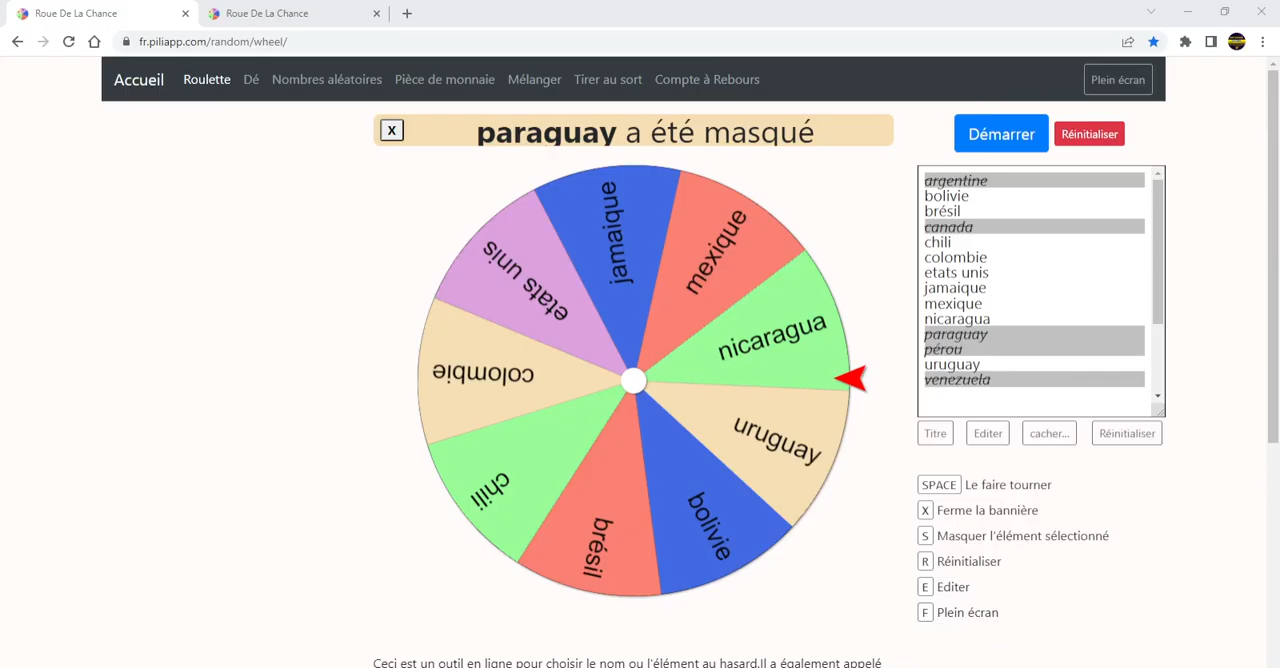 Roue De La Chance
Roue De La Chance
fr.piliapp.com/random/wheel/
Accueil Roulette Dé Nombres aléatoires Pièce de monnaie Mélanger Tirer au sort Compte à Rebours Plein écran
X paraguay a été masqué
Démarrer Réinitialiser
jamaique
mexique
nicaragua
uruguay
bolivie
brésil
chili
colombie
etats unis
argentine
bolivie
brésil
canada
chili
colombie
etats unis
jamaique
mexique
nicaragua
paraguay
pérou
uruguay
venezuela
Titre Editer cacher... Réinitialiser
SPACE Le faire tourner
X Ferme la bannière
S Masquer l'élément sélectionné
R Réinitialiser
E Editer
F Plein écran
Ceci est un outil en ligne pour choisir le nom ou l'élément au hasard.Il a également appelé